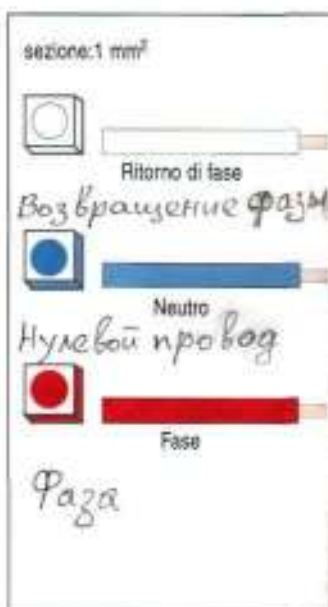 sezione:1 mm²
Ritorno di fase
Возвращение фазы
Neutro
Нулевой провод
Fase
Фаза